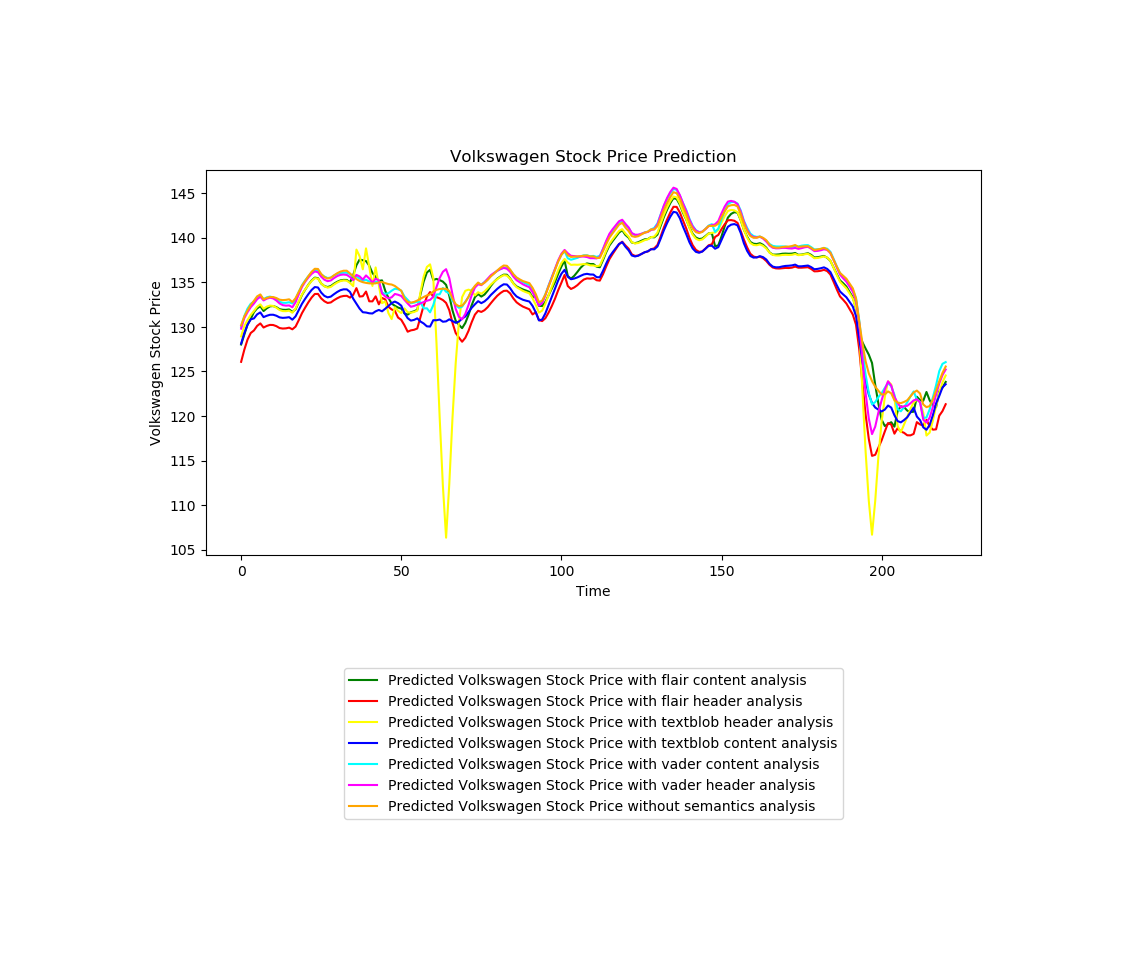 Volkswagen Stock Price Prediction
Volkswagen Stock Price
145
140
135
130
125
120
115
110
105
0 50 100 150 200
Time
Predicted Volkswagen Stock Price with flair content analysis
Predicted Volkswagen Stock Price with flair header analysis
Predicted Volkswagen Stock Price with textblob header analysis
Predicted Volkswagen Stock Price with textblob content analysis
Predicted Volkswagen Stock Price with vader content analysis
Predicted Volkswagen Stock Price with vader header analysis
Predicted Volkswagen Stock Price without semantics analysis